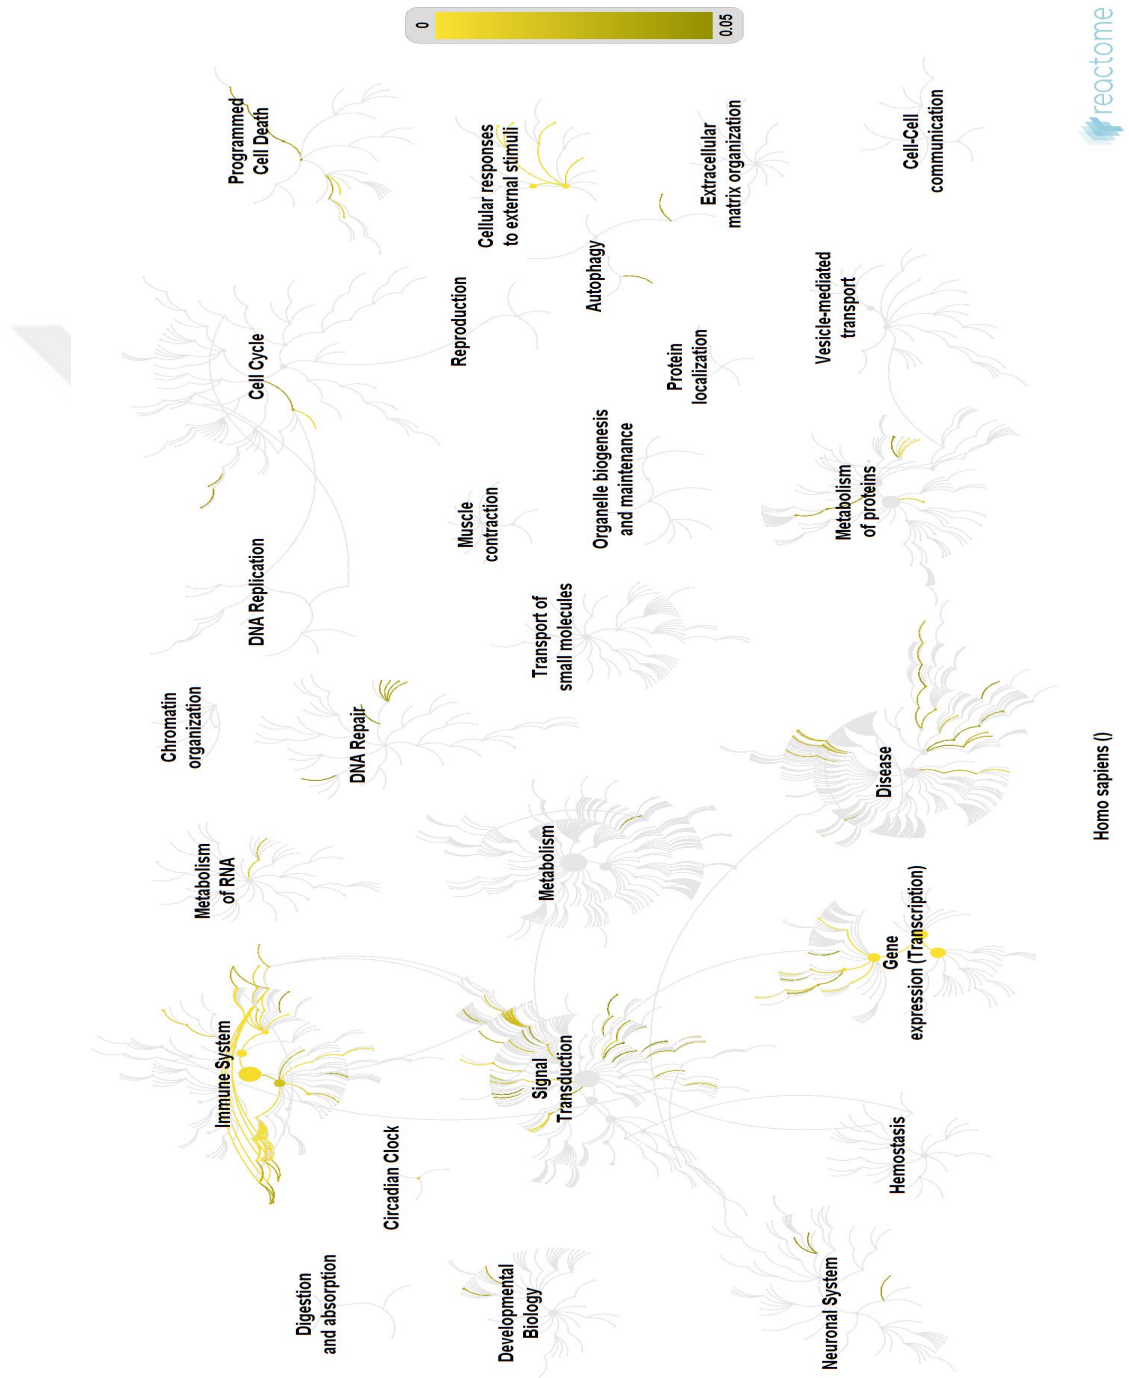 0
0.05
reactome
Programmed
Cell Death
Cellular responses
to external stimuli
Extracellular
matrix organization
Cell-Cell
communication
Cell Cycle
Reproduction
Autophagy
Protein
localization
Vesicle-mediated
transport
DNA Replication
Muscle
contraction
Organelle biogenesis
and maintenance
Metabolism
of proteins
Chromatin
organization
DNA Repair
Transport of
small molecules
Disease
Metabolism
of RNA
Metabolism
Gene
expression (Transcription)
Immune System
Signal
Transduction
Circadian Clock
Hemostasis
Digestion
and absorption
Developmental
Biology
Neuronal System
Homo sapiens ()